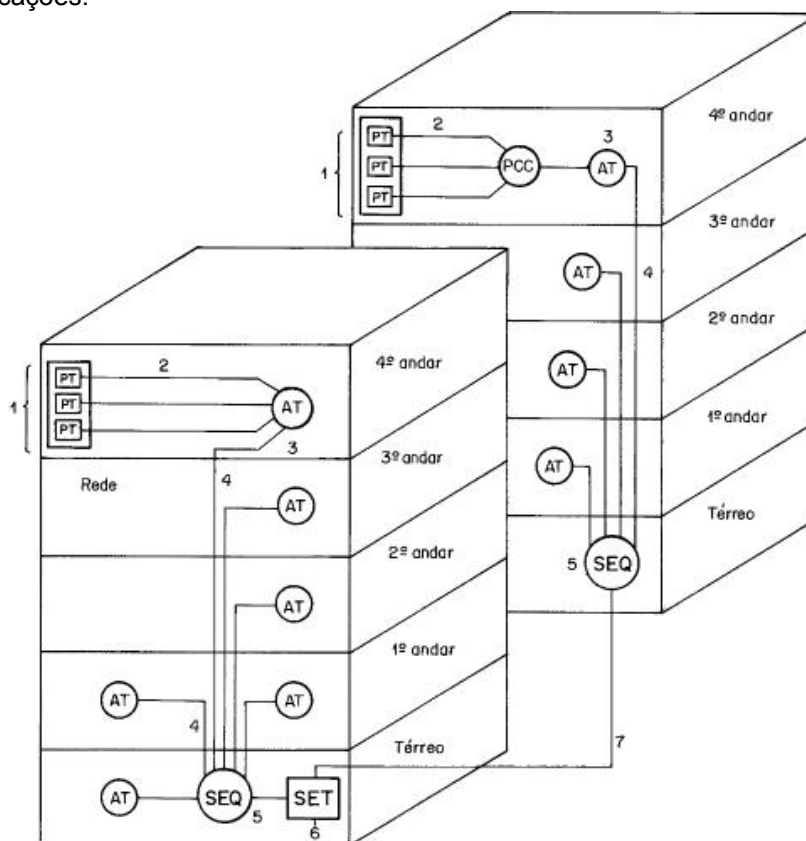 cações.
4º andar
2
3
PT
PT
PT
1
PCC
AT
3º andar
AT
4
2º andar
AT
1º andar
AT
Térreo
5
SEQ
4º andar
2
PT
PT
PT
1
AT
3
3º andar
Rede
4
AT
2º andar
AT
1º andar
AT
4
AT
7
Térreo
AT
SEQ
5
SET
6